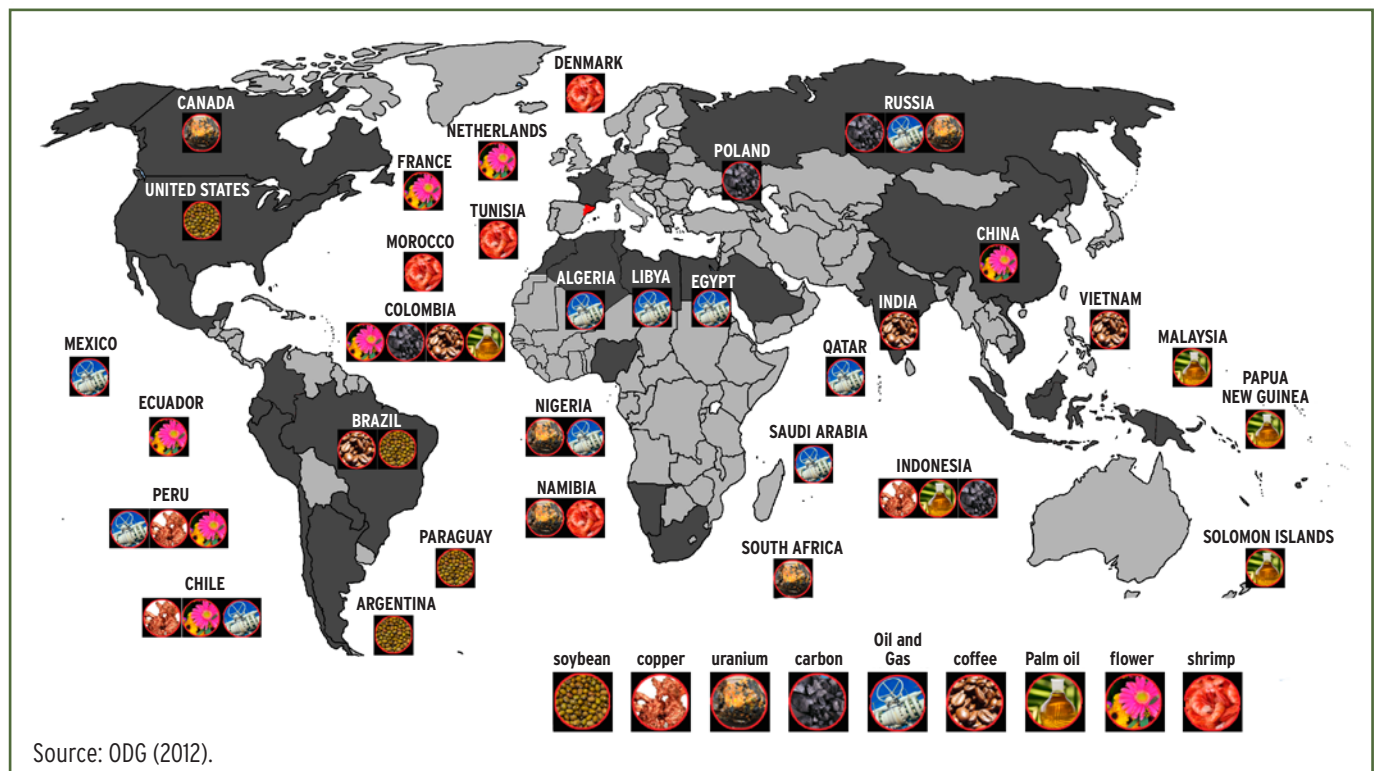 DENMARK
CANADA
RUSSIA
NETHERLANDS
POLAND
FRANCE
UNITED STATES
TUNISIA
MOROCCO
CHINA
ALGERIA
LIBYA
EGYPT
COLOMBIA
INDIA
VIETNAM
MEXICO
QATAR
MALAYSIA
PAPUA
NEW GUINEA
ECUADOR
BRAZIL
NIGERIA
SAUDI ARABIA
INDONESIA
PERU
NAMIBIA
PARAGUAY
SOUTH AFRICA
SOLOMON ISLANDS
CHILE
ARGENTINA
soybean
copper
uranium
carbon
Oil and
Gas
coffee
Palm oil
flower
shrimp
Source: ODG (2012).